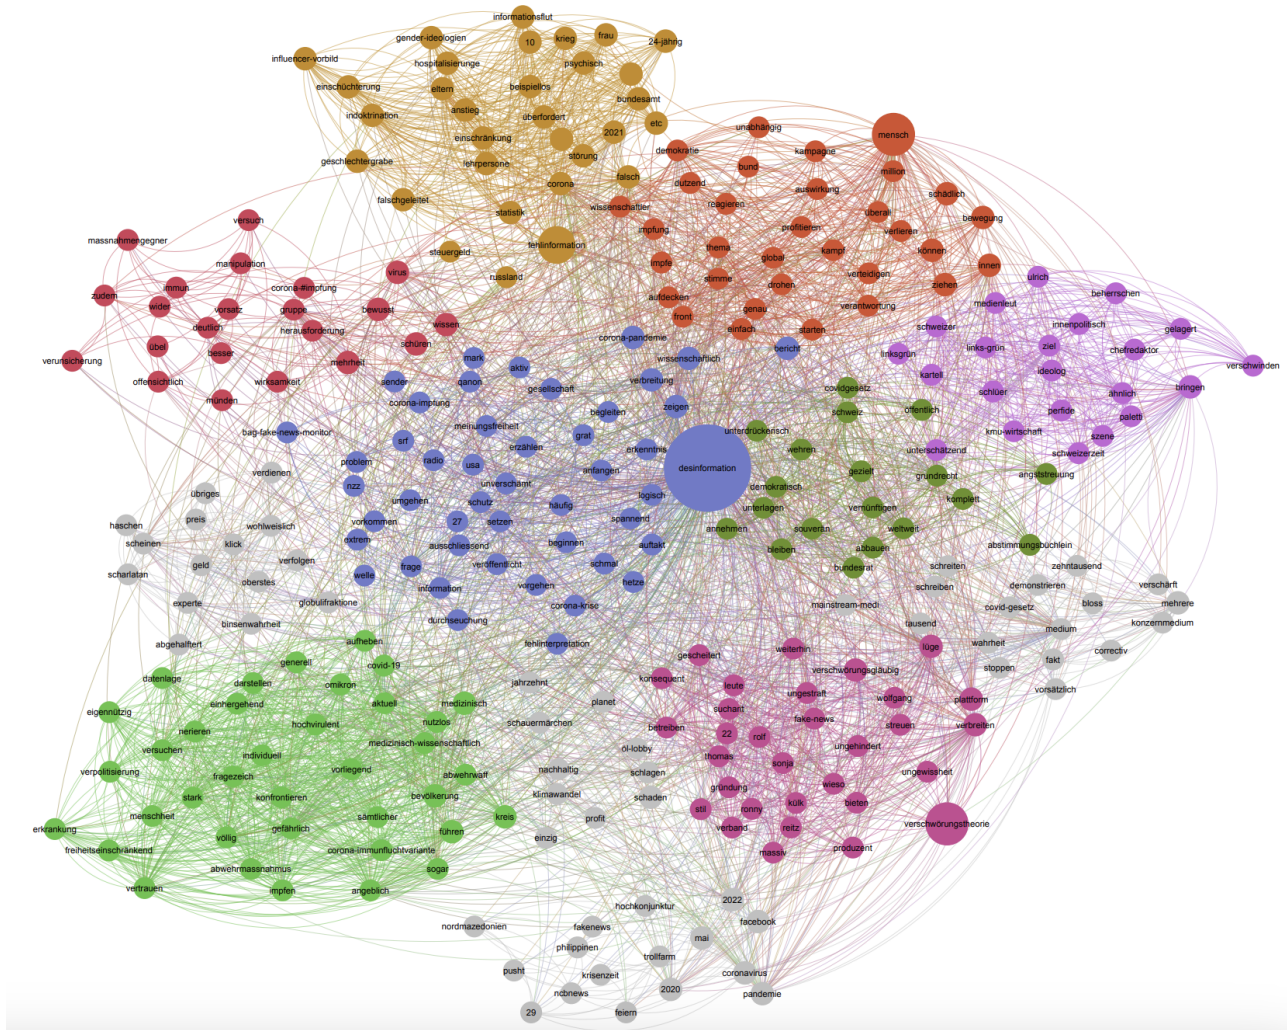 informationsflut
gender-ideologien
10
krieg
frau
24-jährig
influencer-vorbild
hospitalisierunge
psychisch
einschüchterung
eltern
beispiellos
bundesamt
indoktrination
anstieg
überfordert
etc
einschränkung
2021
geschlechtergrabe
lehrpersone
störung
corona
falsch
falschgeleitet
statistik
steuergeld
fehlinformation
russland
unabhängig
mensch
demokratie
kampagne
bund
million
dutzend
auswirkung
schädlich
wissenschaftler
reagieren
überall
bewegung
impfung
profitieren
verlieren
thema
kampf
können
impfe
global
innen
stimme
drohen
verteidigen
ziehen
aufdecken
genau
verantwortung
front
einfach
starten
versuch
massnahmengegner
manipulation
virus
zudem
immun
corona-#impfung
wider
vorsatz
gruppe
bewusst
deutlich
herausforderung
wissen
übel
besser
schüren
verunsicherung
mehrheit
offensichtlich
wirksamkeit
münden
ulrich
beherrschen
medienleut
schweizer
innenpolitisch
gelagert
linksgrün
links-grün
ziel
chefredaktor
verschwinden
kartell
ideolog
schlüer
ähnlich
bringen
perfide
paletti
kmu-wirtschaft
szene
unterschätzend
schweizerzeit
corona-pandemie
bericht
mark
wissenschaftlich
aktiv
sender
qanon
verbreitung
gesellschaft
corona-impfung
zeigen
begleiten
meinungsfreiheit
bag-fake-news-monitor
srf
erzählen
grat
erkenntnis
problem
radio
usa
anfangen
desinformation
nzz
unverschämt
umgehen
schutz
häufig
logisch
vorkommen
27
setzen
spannend
extrem
ausschliessend
beginnen
auftakt
welle
frage
veröffentlicht
schmal
information
vorgehen
hetze
corona-krise
durchseuchung
fehlinterpretation
covidgesetz
schweiz
öffentlich
unterdrückerisch
wehren
gezielt
grundrecht
angststreuung
demokratisch
unterlagen
vernünftigen
komplett
annehmen
souverän
weltweit
bleiben
abbauen
abstimmungsbüchlein
bundesrat
verdienen
übriges
haschen
preis
wohlweislich
scheinen
klick
verfolgen
geld
scharlatan
oberstes
experte
globulifraktione
binsenwahrheit
abgehalftert
schreiten
zehntausend
schreiben
demonstrieren
verschärft
mainstream-medi
covid-gesetz
bloss
mehrere
tausend
medium
konzernmedium
wahrheit
correctiv
stoppen
fakt
vorsätzlich
aufheben
generell
covid-19
datenlage
darstellen
omikron
eigennützig
einhergehend
aktuell
medizinisch
nerieren
hochvirulent
nutzlos
versuchen
individuell
medizinisch-wissenschaftlich
verpolitisierung
fragezeich
vorliegend
abwehrwaff
stark
konfrontieren
bevölkerung
menschheit
sämtlicher
kreis
erkrankung
völlig
gefährlich
führen
freiheitseinschränkend
corona-immunfluchtvariante
abwehrmassnahmus
sogar
vertrauen
impfen
angeblich
jahrzehnt
planet
schauermärchen
öl-lobby
nachhaltig
schlagen
klimawandel
schaden
profit
einzig
gescheitert
weiterhin
lüge
konsequent
verschwörungsgläubig
leute
ungestraft
wolfgang
plattform
suchart
betreiben
fake-news
streuen
verbreiten
22
rolf
ungehindert
thomas
sonja
ungewissheit
gründung
wieso
stil
ronny
külk
bieten
verband
reitz
verschwörungstheorie
massiv
produzent
2022
hochkonjunktur
facebook
nordmazedonien
fakenews
mai
philippinen
trollfarm
pusht
krisenzeit
coronavirus
ncbnews
2020
pandemie
29
feiern